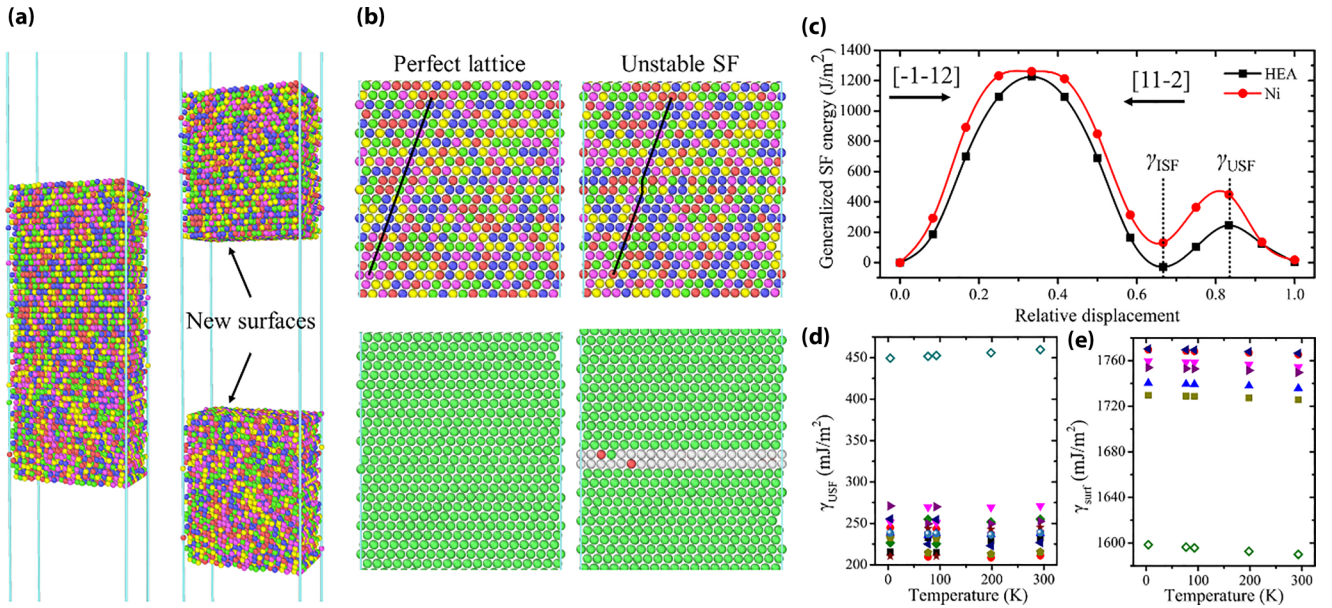 (a)
New surfaces
(b)
Perfect lattice
Unstable SF
(c)
Generalized SF energy (J/m²)
1400
1200
1000
800
600
400
200
0
[-1-12]
[11-2]
HEA
Ni
γISF
γUSF
0.0 0.2 0.4 0.6 0.8 1.0
Relative displacement
(d)
γUSF (mJ/m²)
450
400
350
300
250
200
0 100 200 300
Temperature (K)
(e)
γsurf (mJ/m²)
1760
1720
1680
1640
1600
0 100 200 300
Temperature (K)